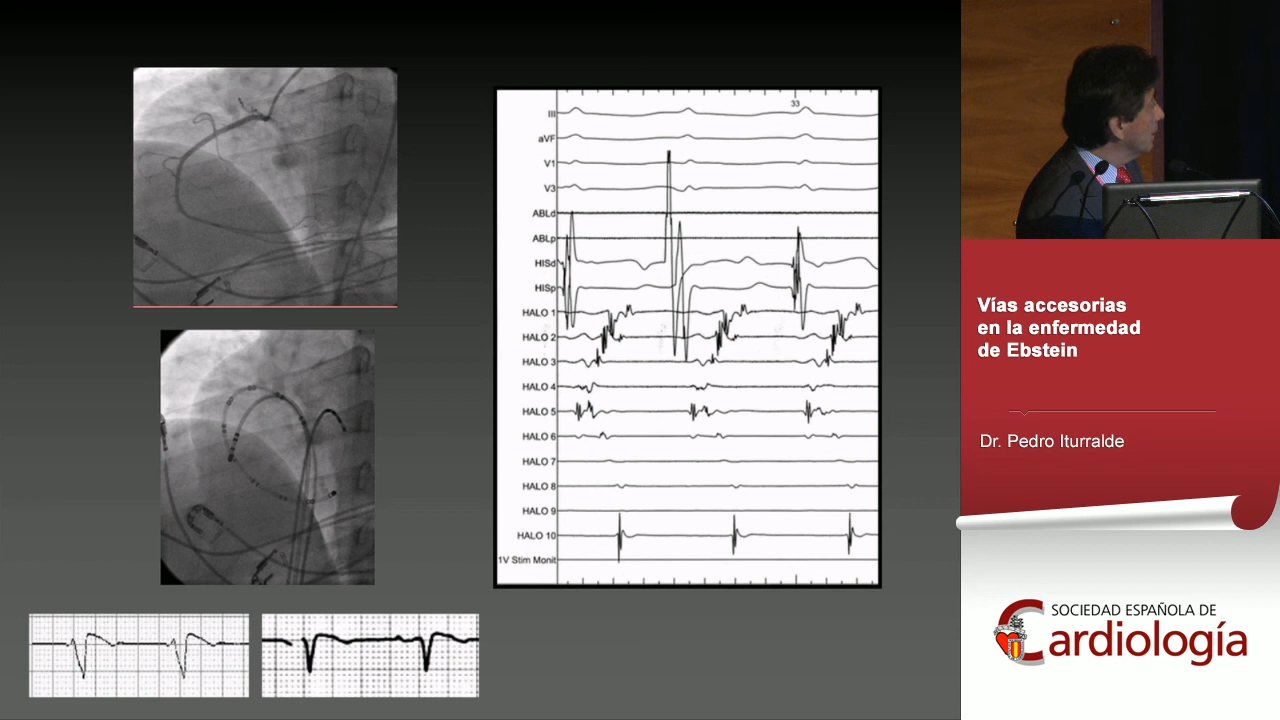 33
III
aVF
V1
V3
ABLd
ABLp
HISd
HISp
HALO 1
HALO 2
HALO 3
HALO 4
HALO 5
HALO 6
HALO 7
HALO 8
HALO 9
HALO 10
1V Stim Monit
Vías accesorias
en la enfermedad
de Ebstein
Dr. Pedro Iturralde
SOCIEDAD ESPAÑOLA DE
Cardiología